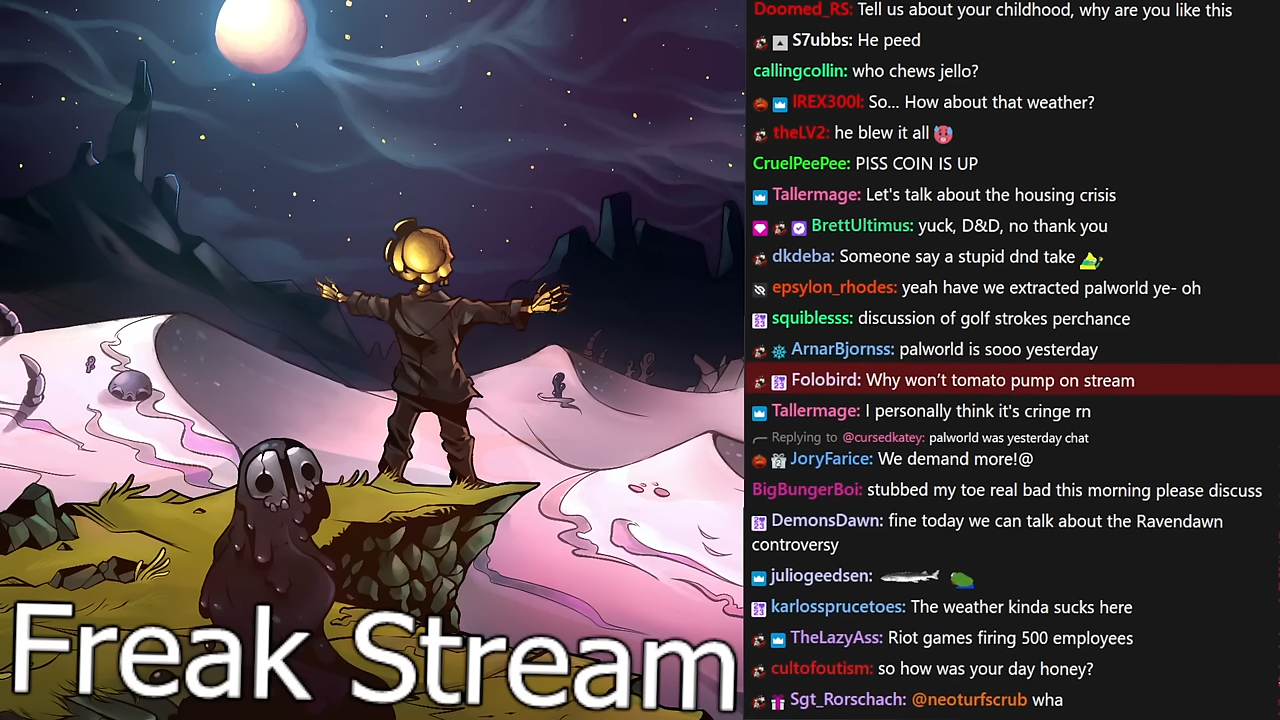 Doomed_RS: Tell us about your childhood, why are you like this
S7ubbs: He peed
callingcollin: who chews jello?
IREX300I: So... How about that weather?
theLV2: he blew it all
CruelPeePee: PISS COIN IS UP
Tallermage: Let's talk about the housing crisis
BrettUltimus: yuck, D&D, no thank you
dkdeba: Someone say a stupid dnd take
epsylon_rhodes: yeah have we extracted palworld ye- oh
squiblesss: discussion of golf strokes perchance
ArnarBjornss: palworld is sooo yesterday
Folobird: Why won’t tomato pump on stream
Tallermage: I personally think it's cringe rn
Replying to @cursedkatey: palworld was yesterday chat
JoryFarice: We demand more!@
BigBungerBoi: stubbed my toe real bad this morning please discuss
DemonsDawn: fine today we can talk about the Ravendawn
controversy
juliogeedsen:
karlossprucetoes: The weather kinda sucks here
TheLazyAss: Riot games firing 500 employees
cultofoutism: so how was your day honey?
Sgt_Rorschach: @neoturfscrub wha
Freak Stream